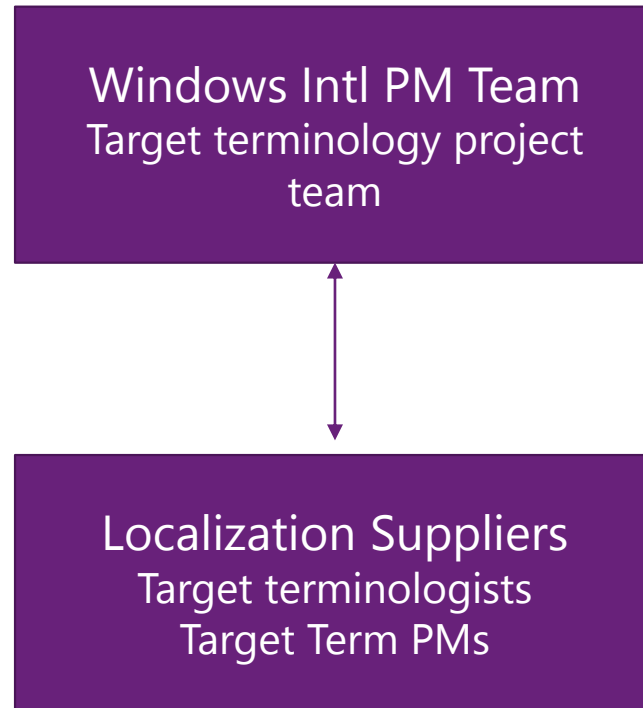 Windows Intl PM Team
Target terminology project
team
Localization Suppliers
Target terminologists
Target Term PMs